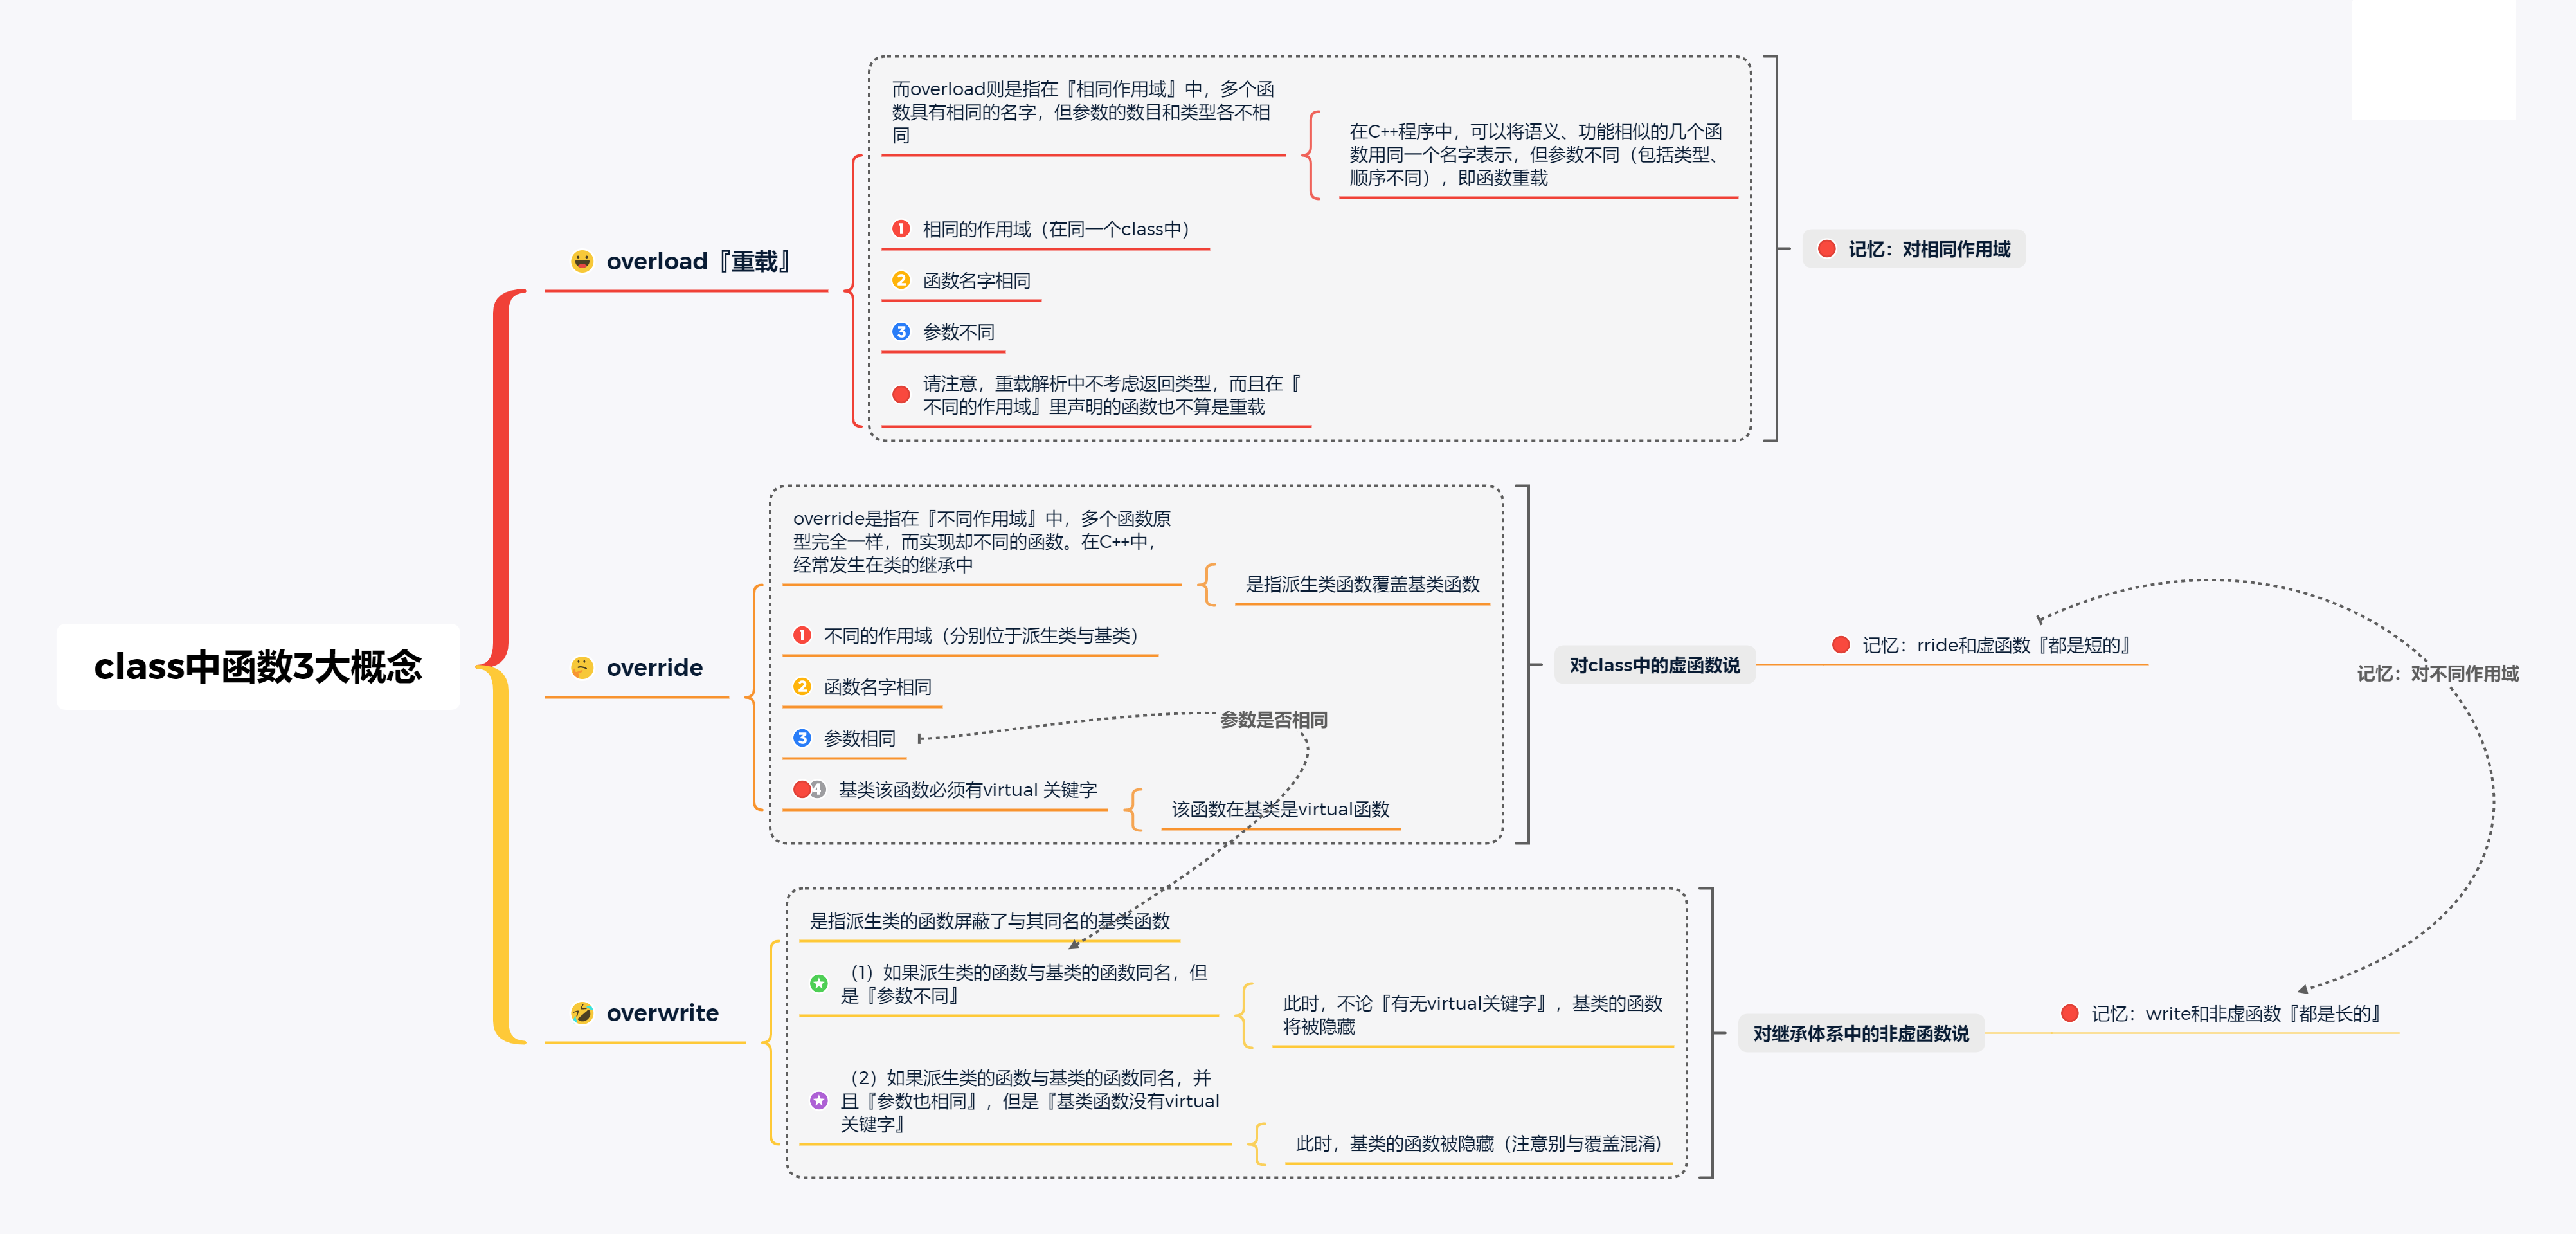 class中函数3大概念
overload『重载』
而overload则是指在『相同作用域』中，多个函
数具有相同的名字，但参数的数目和类型各不相
同
在C++程序中，可以将语义、功能相似的几个函
数用同一个名字表示，但参数不同（包括类型、
顺序不同），即函数重载
1 相同的作用域（在同一个class中）
2 函数名字相同
3 参数不同
请注意，重载解析中不考虑返回类型，而且在『
不同的作用域』里声明的函数也不算是重载
记忆：对相同作用域
override
override是指在『不同作用域』中，多个函数原
型完全一样，而实现却不同的函数。在C++中，
经常发生在类的继承中
是指派生类函数覆盖基类函数
1 不同的作用域（分别位于派生类与基类）
2 函数名字相同
3 参数相同
参数是否相同
4 基类该函数必须有virtual 关键字
该函数在基类是virtual函数
对class中的虚函数说
记忆：rride和虚函数『都是短的』
记忆：对不同作用域
overwrite
是指派生类的函数屏蔽了与其同名的基类函数
（1）如果派生类的函数与基类的函数同名，但
是『参数不同』
此时，不论『有无virtual关键字』，基类的函数
将被隐藏
（2）如果派生类的函数与基类的函数同名，并
且『参数也相同』，但是『基类函数没有virtual
关键字』
此时，基类的函数被隐藏（注意别与覆盖混淆）
对继承体系中的非虚函数说
记忆：write和非虚函数『都是长的』